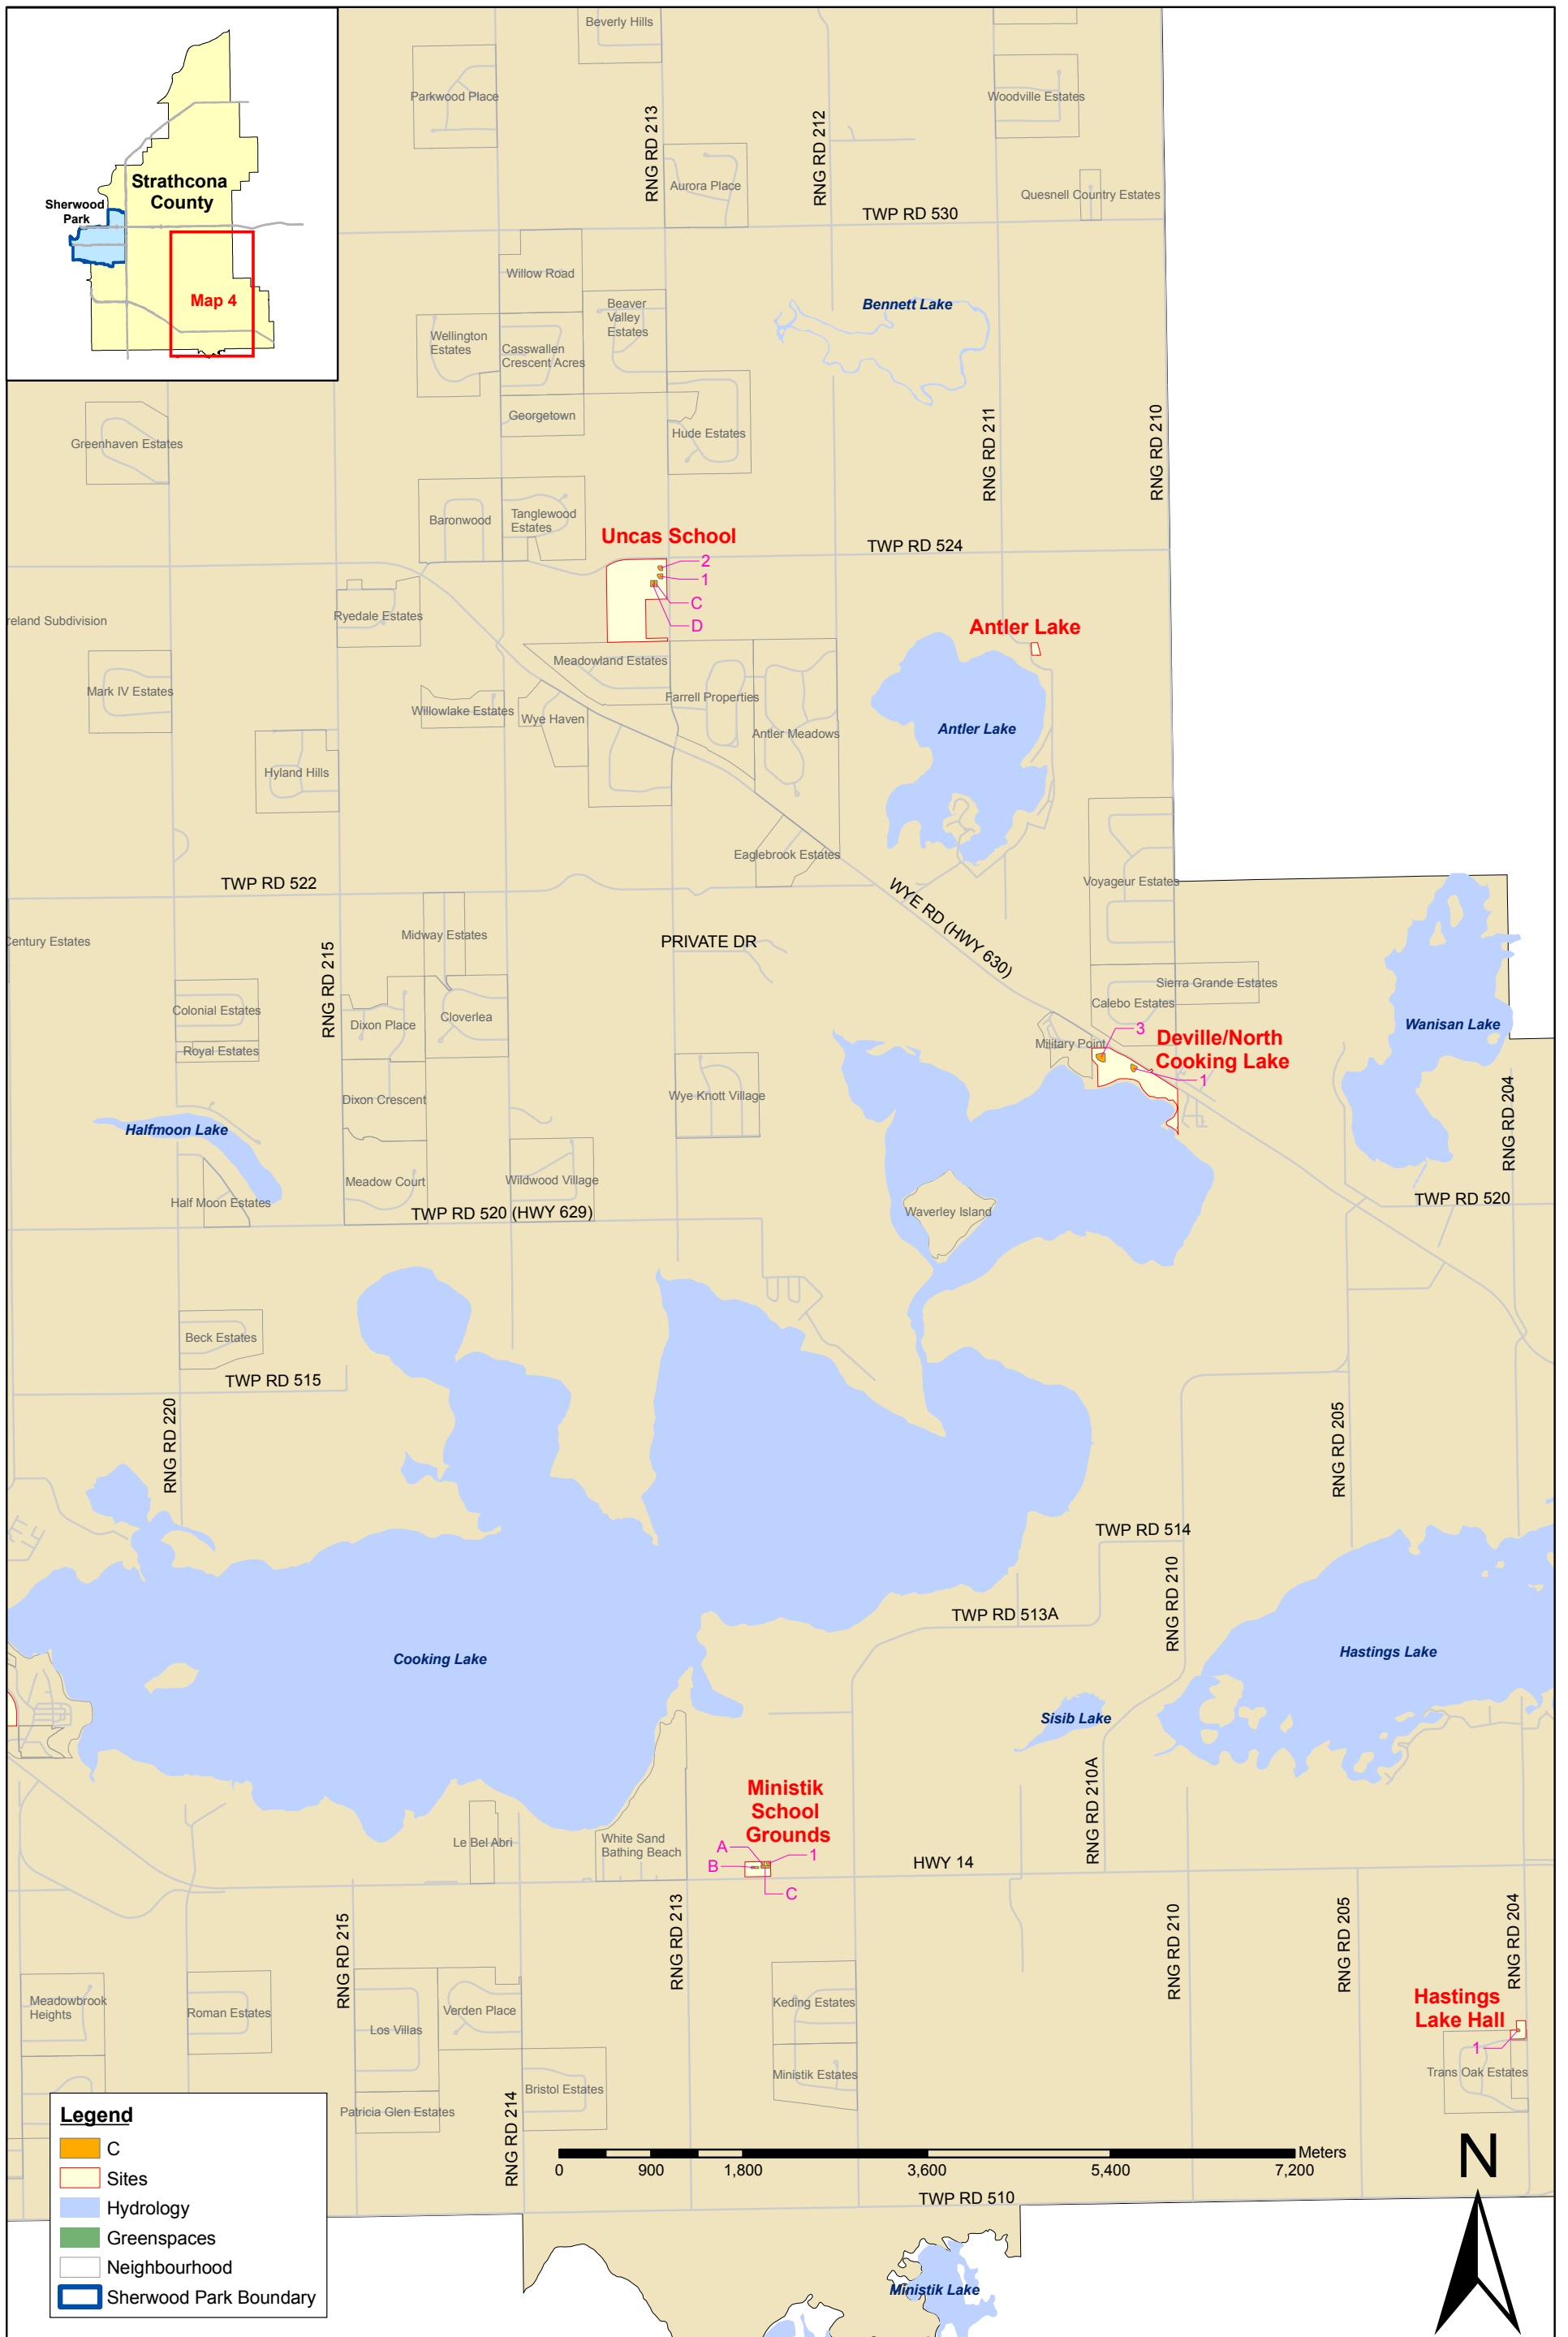 Beverly Hills
Parkwood Place
Woodville Estates
RNG RD 213
RNG RD 212
Strathcona
County
Sherwood
Park
Map 4
Aurora Place
Quesnell Country Estates
TWP RD 530
Willow Road
Bennett Lake
Beaver
Valley
Estates
Wellington
Estates
Casswallen
Crescent Acres
Georgetown
Hude Estates
Greenhaven Estates
RNG RD 211
RNG RD 210
Baronwood
Tanglewood
Estates
Uncas School
TWP RD 524
2
1
C
D
Ryedale Estates
reland Subdivision
Antler Lake
Meadowland Estates
Mark IV Estates
Farrell Properties
Willowlake Estates
Wye Haven
Antler Meadows
Antler Lake
Hyland Hills
Eaglebrook Estates
TWP RD 522
Voyageur Estates
WYE RD (HWY 630)
Century Estates
Midway Estates
PRIVATE DR
RNG RD 215
Sierra Grande Estates
Calebo Estates
Colonial Estates
Dixon Place
Cloverlea
Wanisan Lake
3
Deville/North
Cooking Lake
Military Point
Royal Estates
1
Dixon Crescent
Wye Knott Village
RNG RD 204
Halfmoon Lake
Meadow Court
Wildwood Village
Half Moon Estates
TWP RD 520 (HWY 629)
Waverley Island
TWP RD 520
Beck Estates
TWP RD 515
RNG RD 220
RNG RD 205
TWP RD 514
RNG RD 210
TWP RD 513A
Cooking Lake
Hastings Lake
Sisib Lake
RNG RD 210A
Ministik
School
Grounds
Le Bel Abri
White Sand
Bathing Beach
A
1
B
C
HWY 14
RNG RD 215
RNG RD 213
RNG RD 210
RNG RD 205
RNG RD 204
Meadowbrook
Heights
Roman Estates
Los Villas
Verden Place
Keding Estates
Hastings
Lake Hall
1
Ministik Estates
Trans Oak Estates
Bristol Estates
Patricia Glen Estates
RNG RD 214
Legend
C
Sites
Hydrology
Greenspaces
Neighbourhood
Sherwood Park Boundary
Meters
0 900 1,800 3,600 5,400 7,200
TWP RD 510
N
Ministik Lake